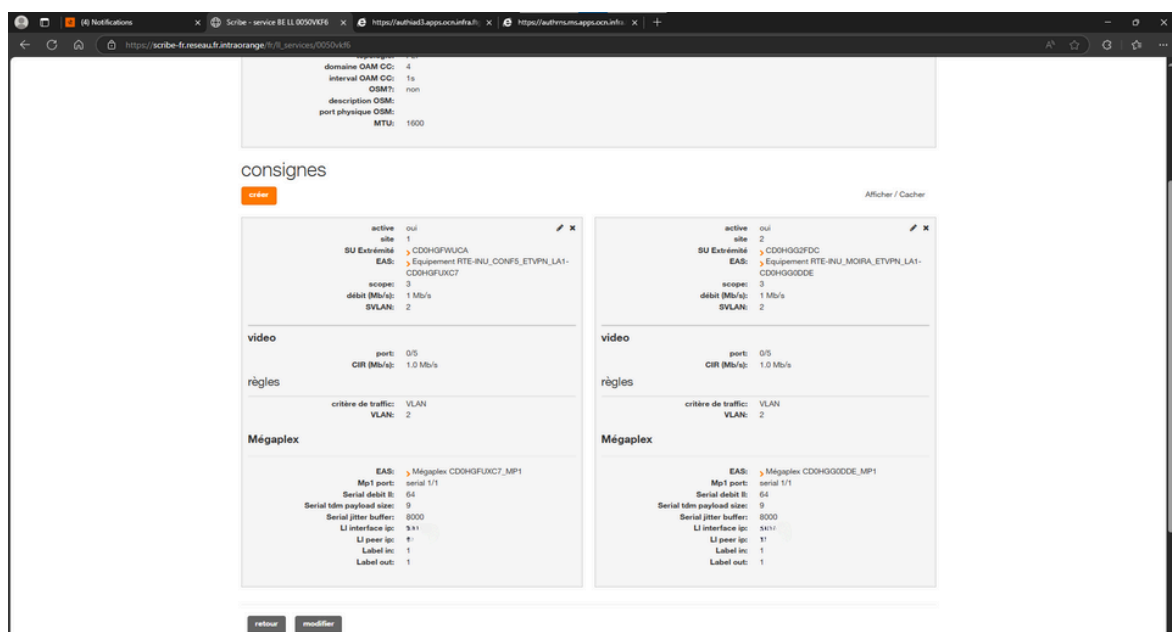 (4) Notifications
Scribe - service BE LL 0050VKF6
https://authiad3.apps.ocn.infra.ft
https://authrns.ms.apps.ocn.infra
https://scribe-fr.reseau.fr.intraorange/fr/ll_services/0050vkf6
domaine OAM CC: 4
interval OAM CC: 1s
OSM?: non
description OSM:
port physique OSM:
MTU: 1600
consignes
créer
Afficher / Cacher
active oui
site 1
SU Extrémité CD0HGFWUCA
EAS: Equipement RTE-INU_CONF5_ETVPN_LA1-
CD0HGFUXC7
scope: 3
débit (Mb/s): 1 Mb/s
SVLAN: 2
video
port: 0/5
CIR (Mb/s): 1.0 Mb/s
règles
critère de traffic: VLAN
VLAN: 2
Mégaplex
EAS: Mégaplex CD0HGFUXC7_MP1
Mp1 port: serial 1/1
Serial debit ll: 64
Serial tdm payload size: 9
Serial jitter buffer: 8000
Ll interface ip:
Ll peer ip:
Label in: 1
Label out: 1
active oui
site 2
SU Extrémité CD0HGG2FDC
EAS: Equipement RTE-INU_MOIRA_ETVPN_LA1-
CD0HGG0DDE
scope: 3
débit (Mb/s): 1 Mb/s
SVLAN: 2
video
port: 0/5
CIR (Mb/s): 1.0 Mb/s
règles
critère de traffic: VLAN
VLAN: 2
Mégaplex
EAS: Mégaplex CD0HGG0DDE_MP1
Mp1 port: serial 1/1
Serial debit ll: 64
Serial tdm payload size: 9
Serial jitter buffer: 8000
Ll interface ip:
Ll peer ip:
Label in: 1
Label out: 1
retour
modifier